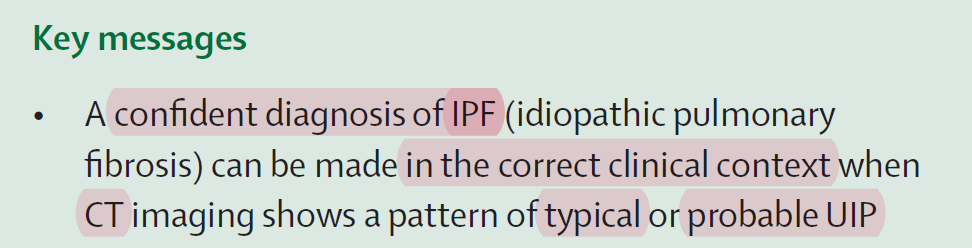 Key messages
• A confident diagnosis of IPF (idiopathic pulmonary
fibrosis) can be made in the correct clinical context when
CT imaging shows a pattern of typical or probable UIP